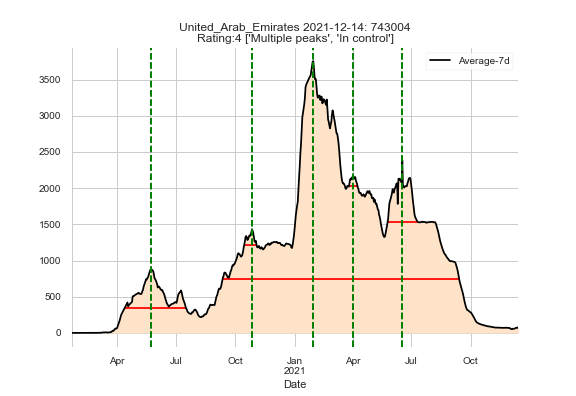 United_Arab_Emirates 2021-12-14: 743004
Rating:4 ['Multiple peaks', 'In control']
Average-7d
3500
3000
2500
2000
1500
1000
500
0
Apr
Jul
Oct
Jan
2021
Apr
Jul
Oct
Date